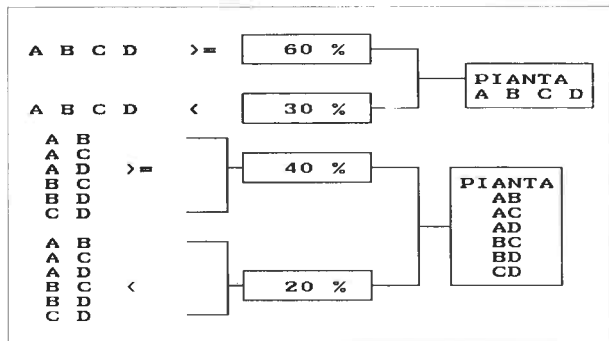 A B C D >= 60 %
PIANTA
A B C D
A B C D < 30 %
A B
A C
A D >= 40 %
B C
B D
C D
PIANTA
AB
AC
AD
BC
BD
CD
A B
A C
A D
B C < 20 %
B D
C D